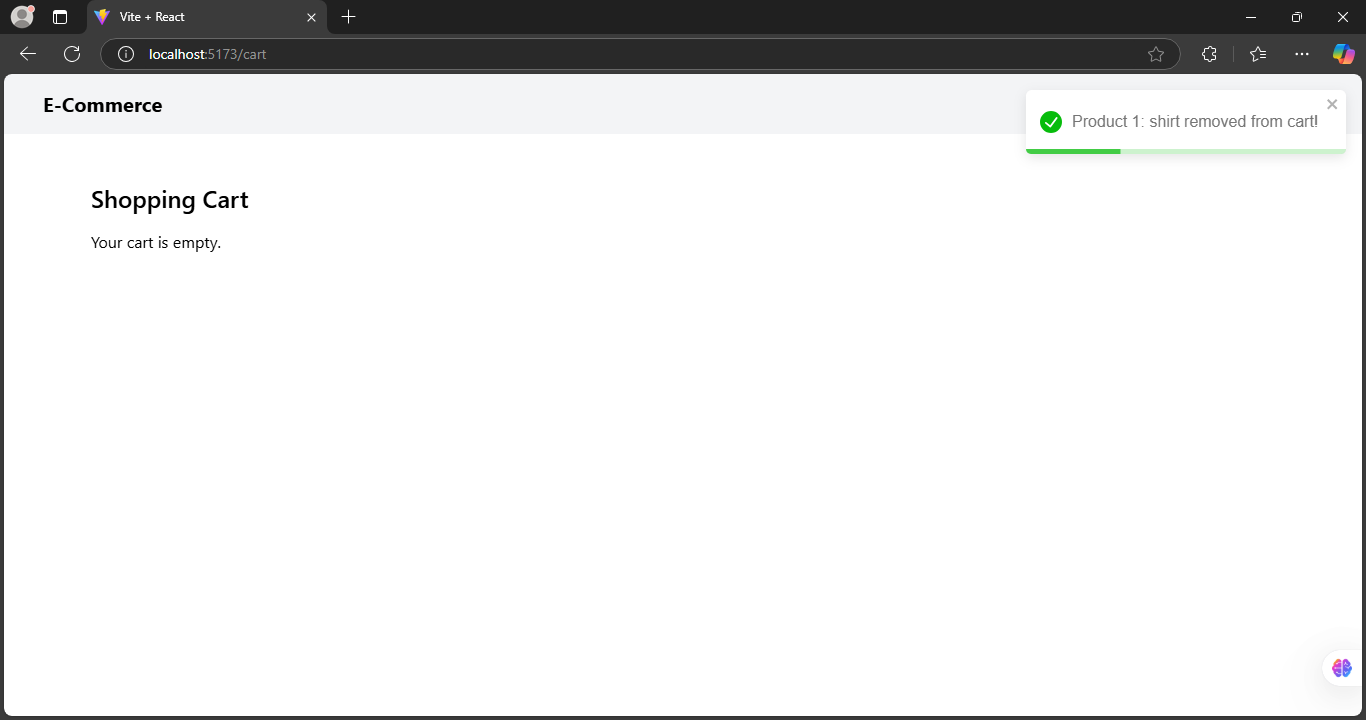 Vite + React
localhost:5173/cart
E-Commerce
Product 1: shirt removed from cart!
Shopping Cart
Your cart is empty.